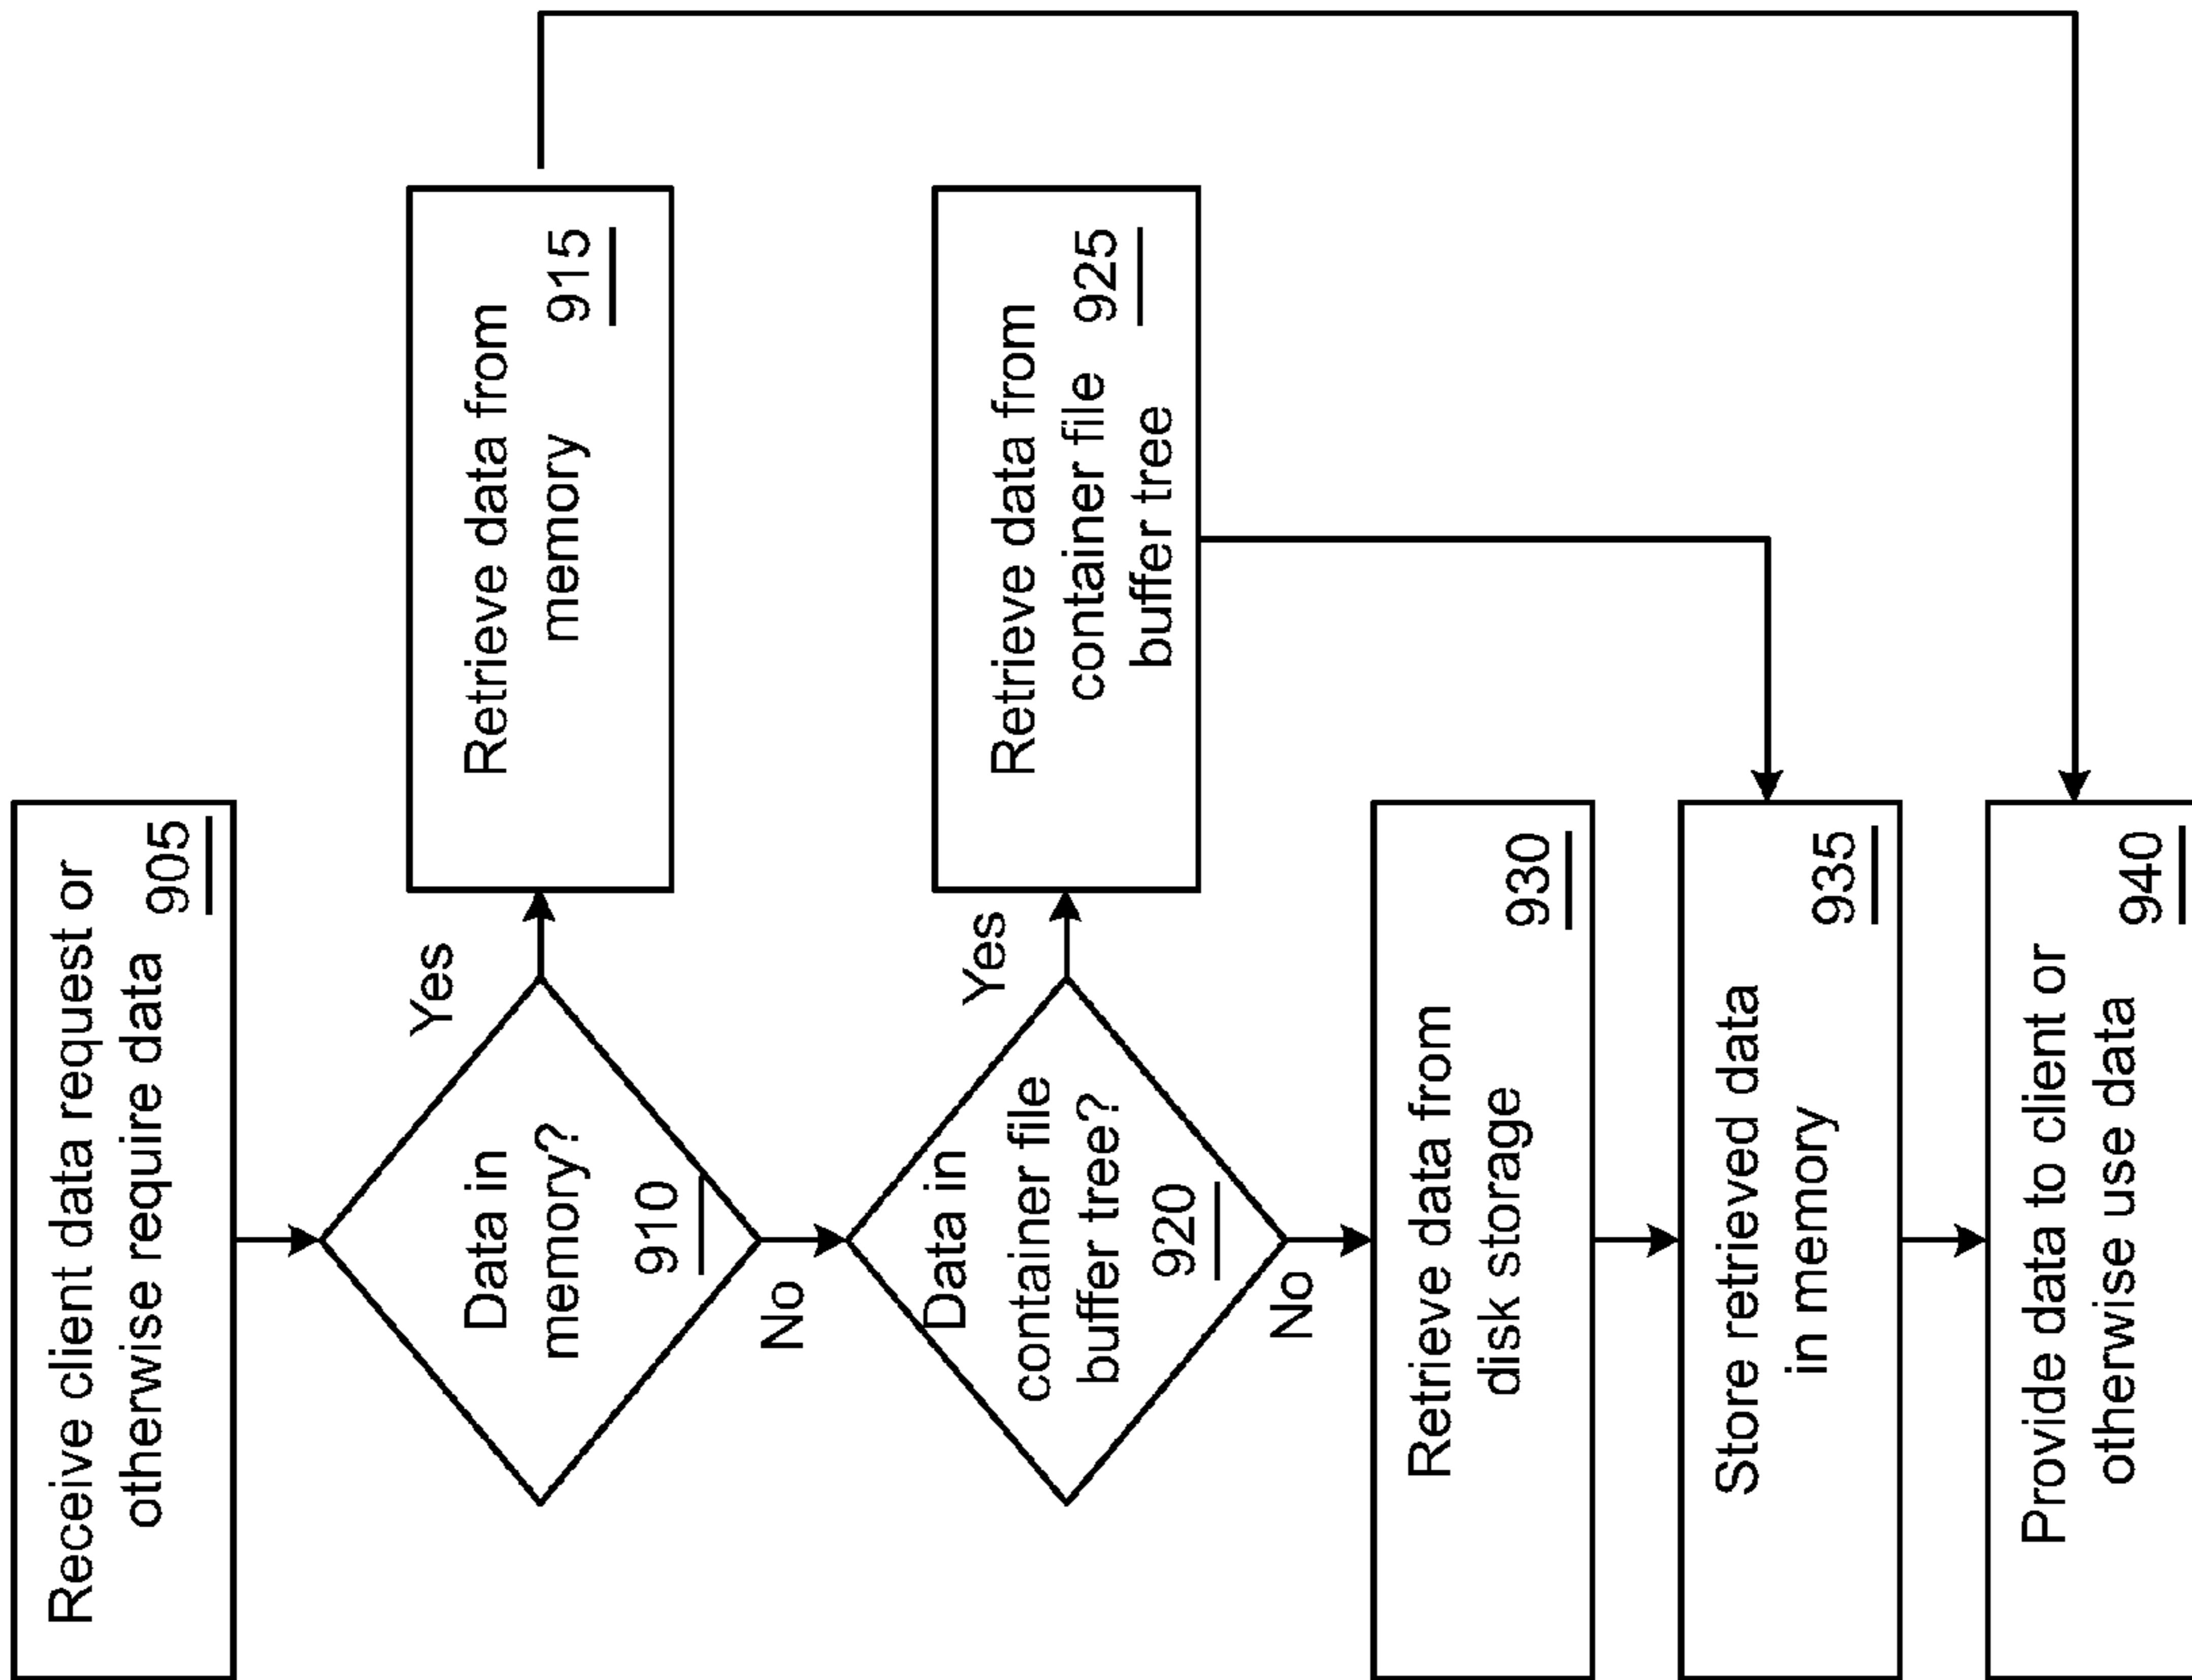 Receive client data request or
otherwise require data 905
Data in
memory?
910
Yes
Retrieve data from
memory 915
No
Data in
container file
buffer tree?
920
Yes
Retrieve data from
container file 925
buffer tree
No
Retrieve data from
disk storage 930
Store retrieved data
in memory 935
Provide data to client or
otherwise use data 940